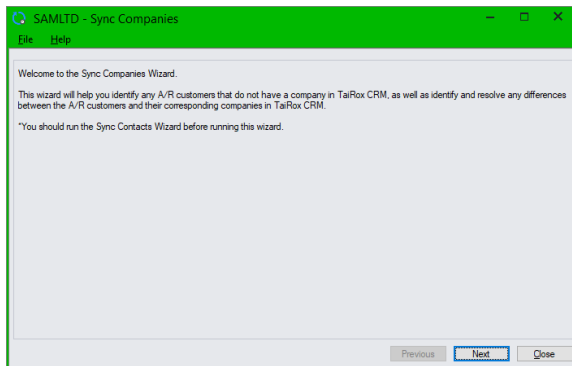 SAMLTD - Sync Companies
File Help
Welcome to the Sync Companies Wizard.
This wizard will help you identify any A/R customers that do not have a company in TaiRox CRM, as well as identify and resolve any differences
between the A/R customers and their corresponding companies in TaiRox CRM.
*You should run the Sync Contacts Wizard before running this wizard.
Previous Next Close